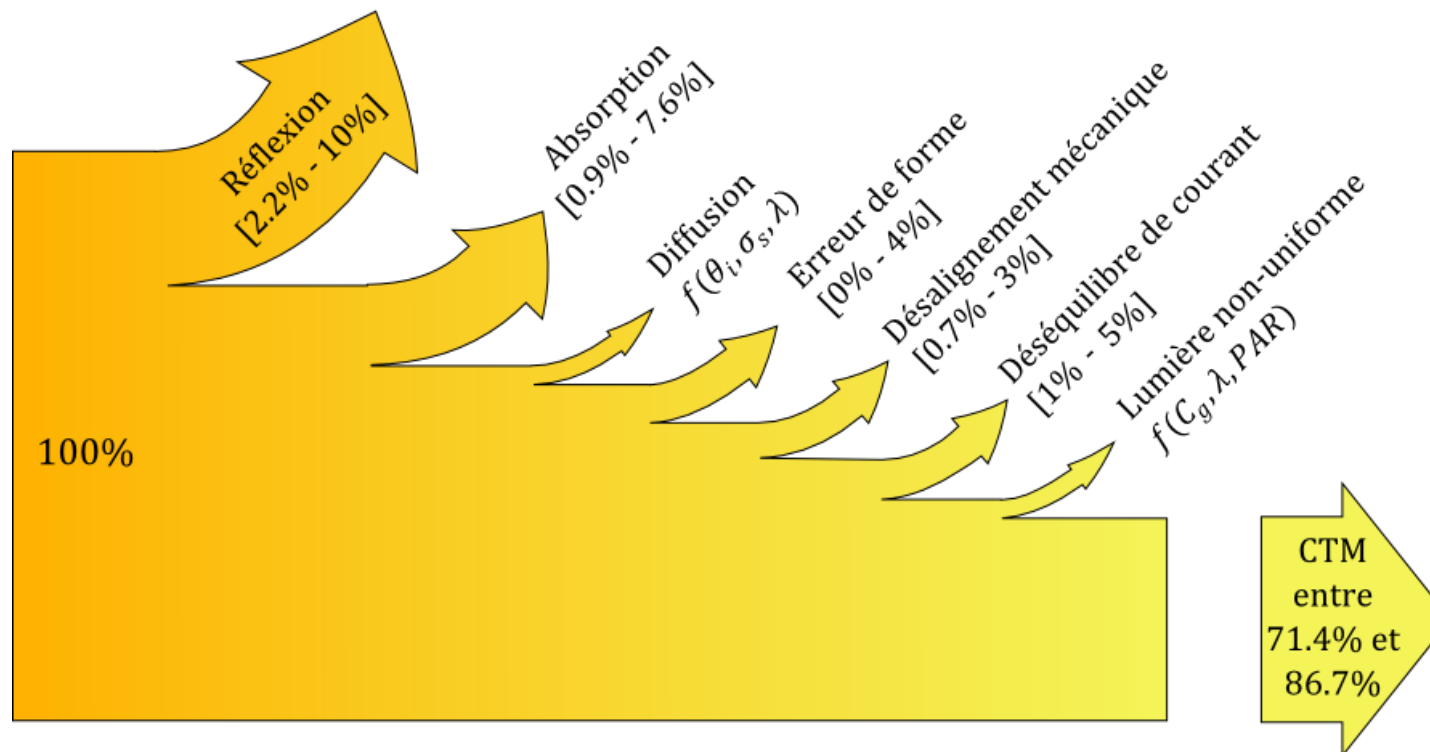 100%
Réflexion
[2.2% - 10%]
Absorption
[0.9% - 7.6%]
Diffusion
f(θᵢ, σₛ, λ)
Erreur de forme
[0% - 4%]
Désalignement mécanique
[0.7% - 3%]
Déséquilibre de courant
[1% - 5%]
Lumière non-uniforme
f(C_g, λ, PAR)
CTM
entre
71.4% et
86.7%